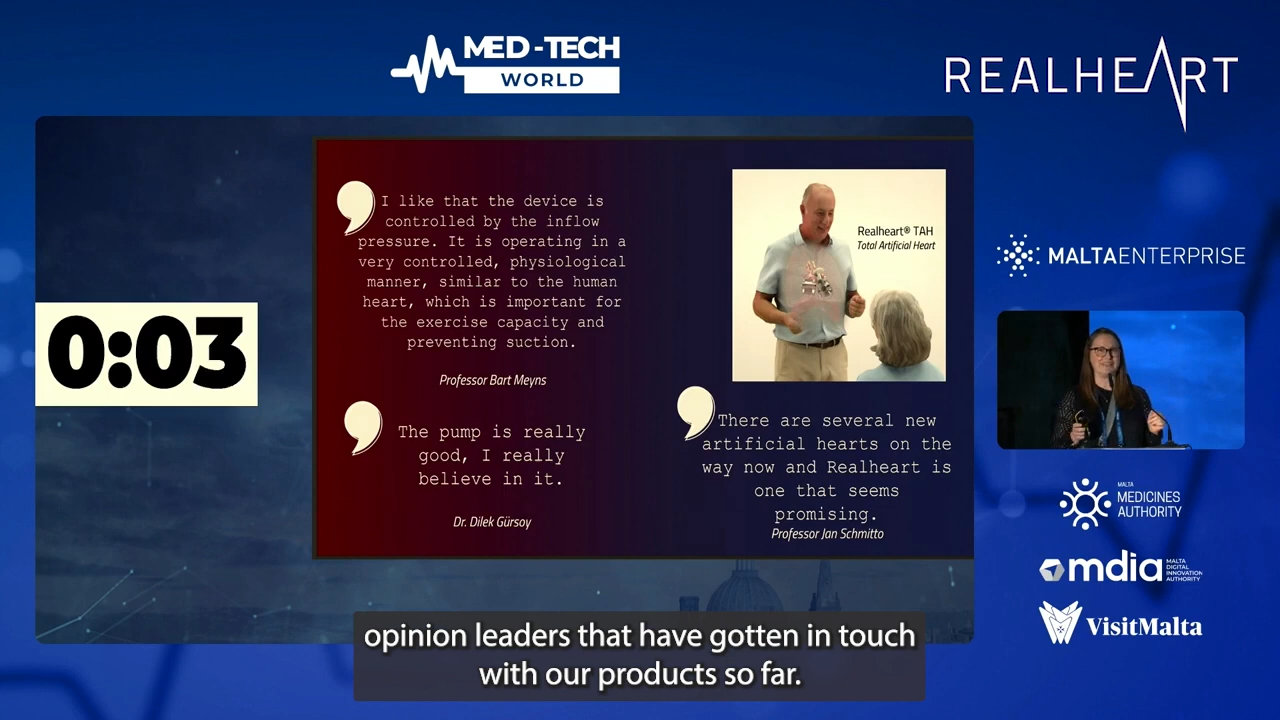 MED-TECH
WORLD
REALHEART
I like that the device is
controlled by the inflow
pressure. It is operating in a
very controlled, physiological
manner, similar to the human
heart, which is important for
the exercise capacity and
preventing suction.
Professor Bart Meyns
The pump is really
good, I really
believe in it.
Dr. Dilek Gürsoy
Realheart® TAH
Total Artificial Heart
There are several new
artificial hearts on the
way now and Realheart is
one that seems
promising.
Professor Jan Schmitto
0:03
MALTAENTERPRISE
MALTA
MEDICINES
AUTHORITY
mdia
MALTA
DIGITAL
INNOVATION
AUTHORITY
VisitMalta
opinion leaders that have gotten in touch
with our products so far.